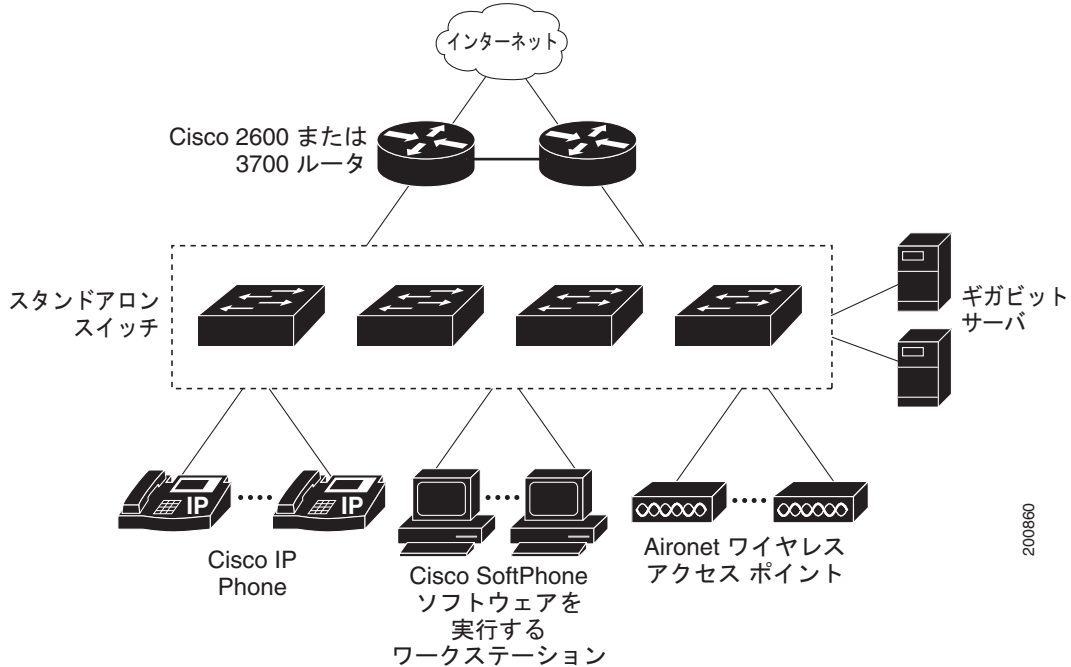 インターネット
Cisco 2600 または
3700 ルータ
スタンドアロン
スイッチ
ギガビット
サーバ
IP
IP
Cisco IP
Phone
Cisco SoftPhone
ソフトウェアを
実行する
ワークステーション
Aironet ワイヤレス
アクセス ポイント
200860